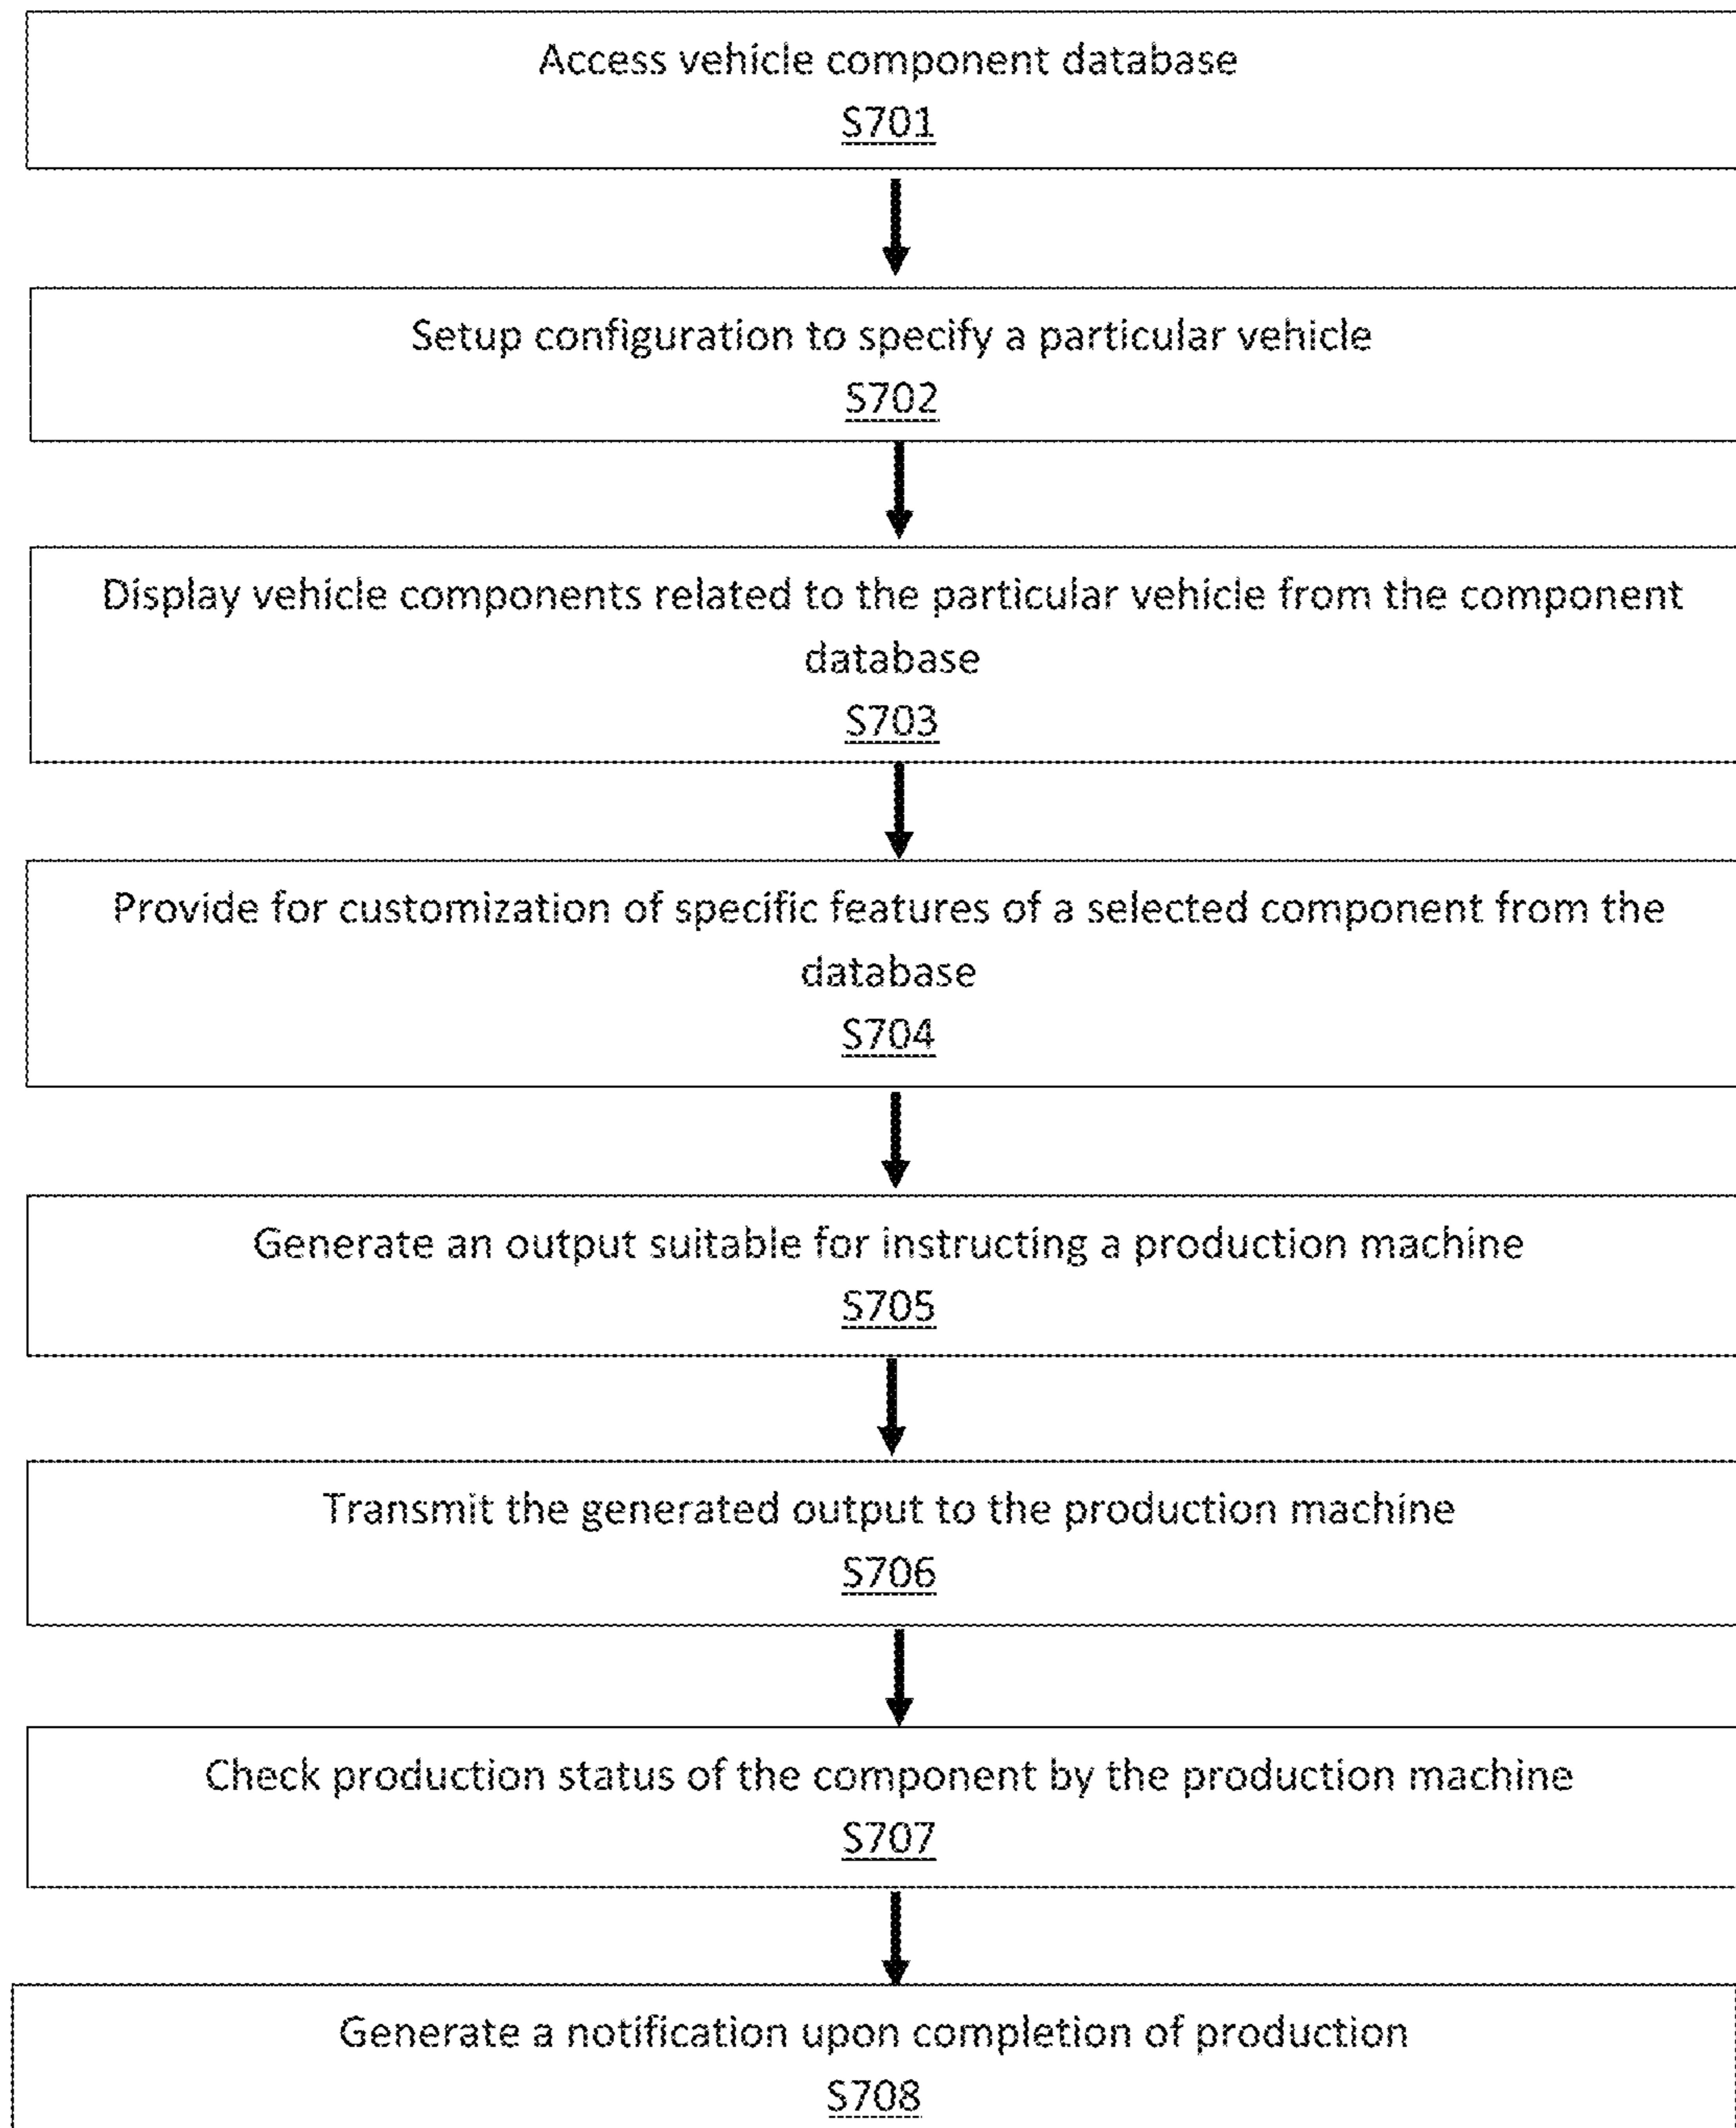 Access vehicle component database
S701
Setup configuration to specify a particular vehicle
S702
Display vehicle components related to the particular vehicle from the component
database
S703
Provide for customization of specific features of a selected component from the
database
S704
Generate an output suitable for instructing a production machine
S705
Transmit the generated output to the production machine
S706
Check production status of the component by the production machine
S707
Generate a notification upon completion of production
S708